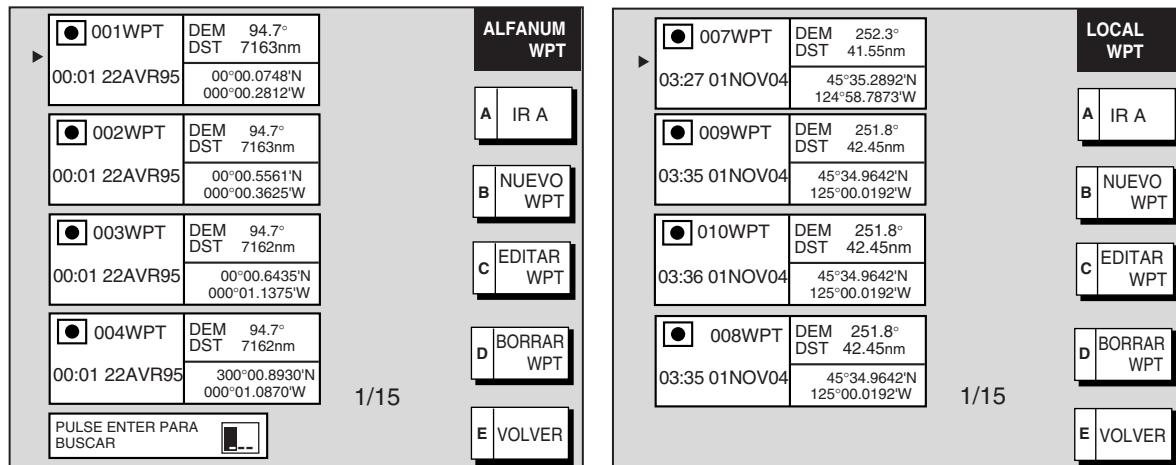 001WPT
DEM 94.7°
DST 7163nm
00:01 22AVR95
00°00.0748'N
000°00.2812'W
002WPT
DEM 94.7°
DST 7163nm
00:01 22AVR95
00°00.5561'N
000°00.3625'W
003WPT
DEM 94.7°
DST 7162nm
00:01 22AVR95
00°00.6435'N
000°01.1375'W
004WPT
DEM 94.7°
DST 7162nm
00:01 22AVR95
300°00.8930'N
000°01.0870'W
1/15
PULSE ENTER PARA
BUSCAR
ALFANUM
WPT
A IR A
B NUEVO
WPT
C EDITAR
WPT
D BORRAR
WPT
E VOLVER
007WPT
DEM 252.3°
DST 41.55nm
03:27 01NOV04
45°35.2892'N
124°58.7873'W
009WPT
DEM 251.8°
DST 42.45nm
03:35 01NOV04
45°34.9642'N
125°00.0192'W
010WPT
DEM 251.8°
DST 42.45nm
03:36 01NOV04
45°34.9642'N
125°00.0192'W
008WPT
DEM 251.8°
DST 42.45nm
03:35 01NOV04
45°34.9642'N
125°00.0192'W
1/15
LOCAL
WPT
A IR A
B NUEVO
WPT
C EDITAR
WPT
D BORRAR
WPT
E VOLVER